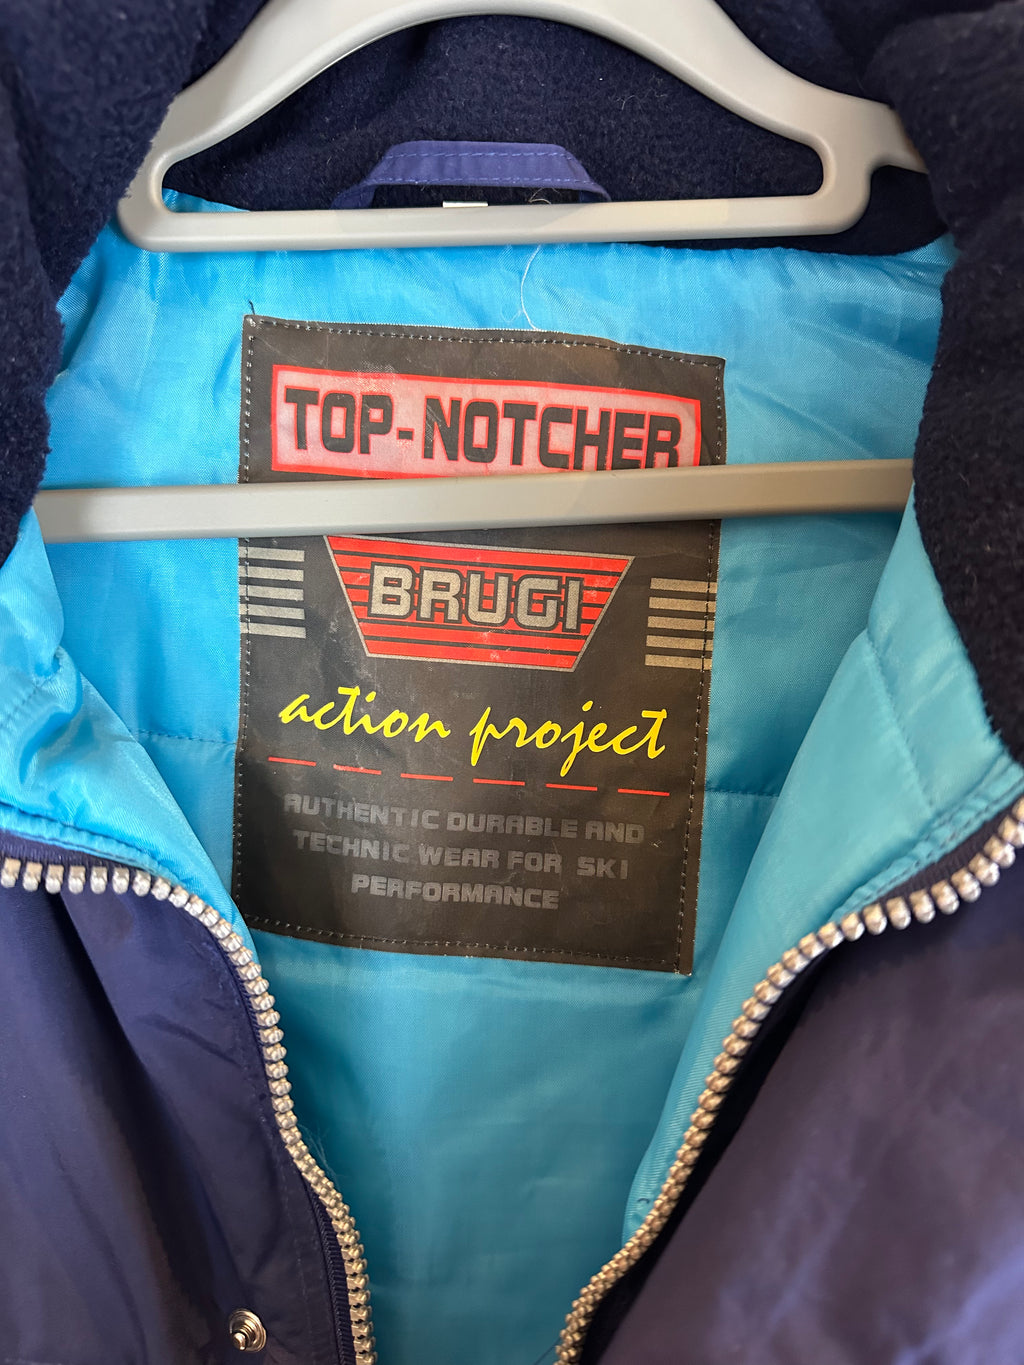 TOP-NOTCHER
BRUGI
action project
AUTHENTIC DURABLE AND
TECHNIC WEAR FOR SKI
PERFORMANCE